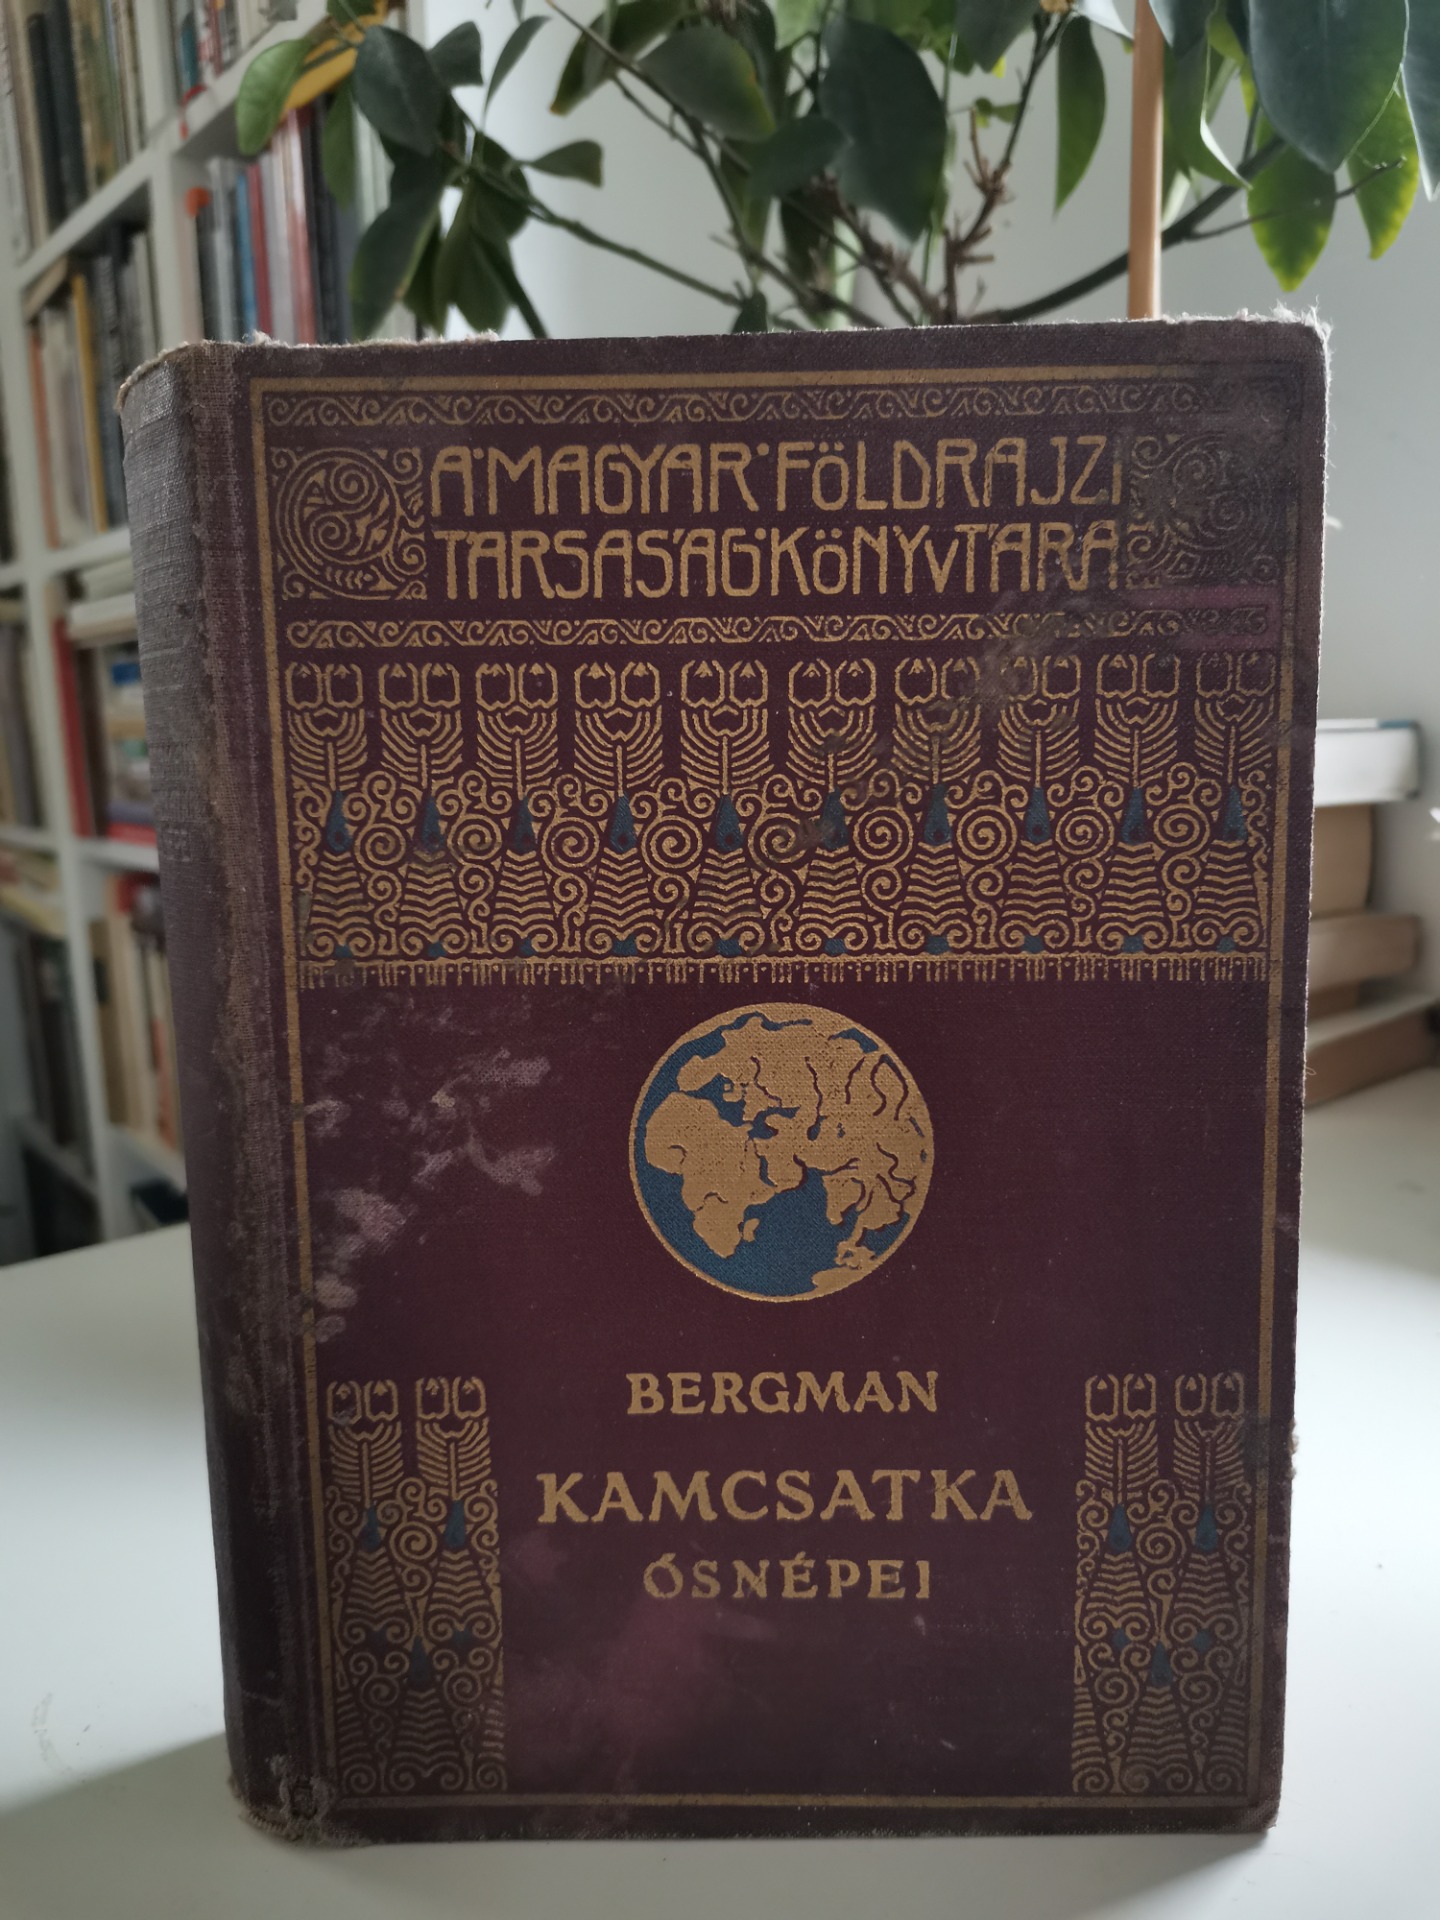 A·MAGYAR·FÖLDRAJZI
TÁRSASÁG·KÖNYVTÁRA
BERGMAN
KAMCSATKA
ŐSNÉPEI